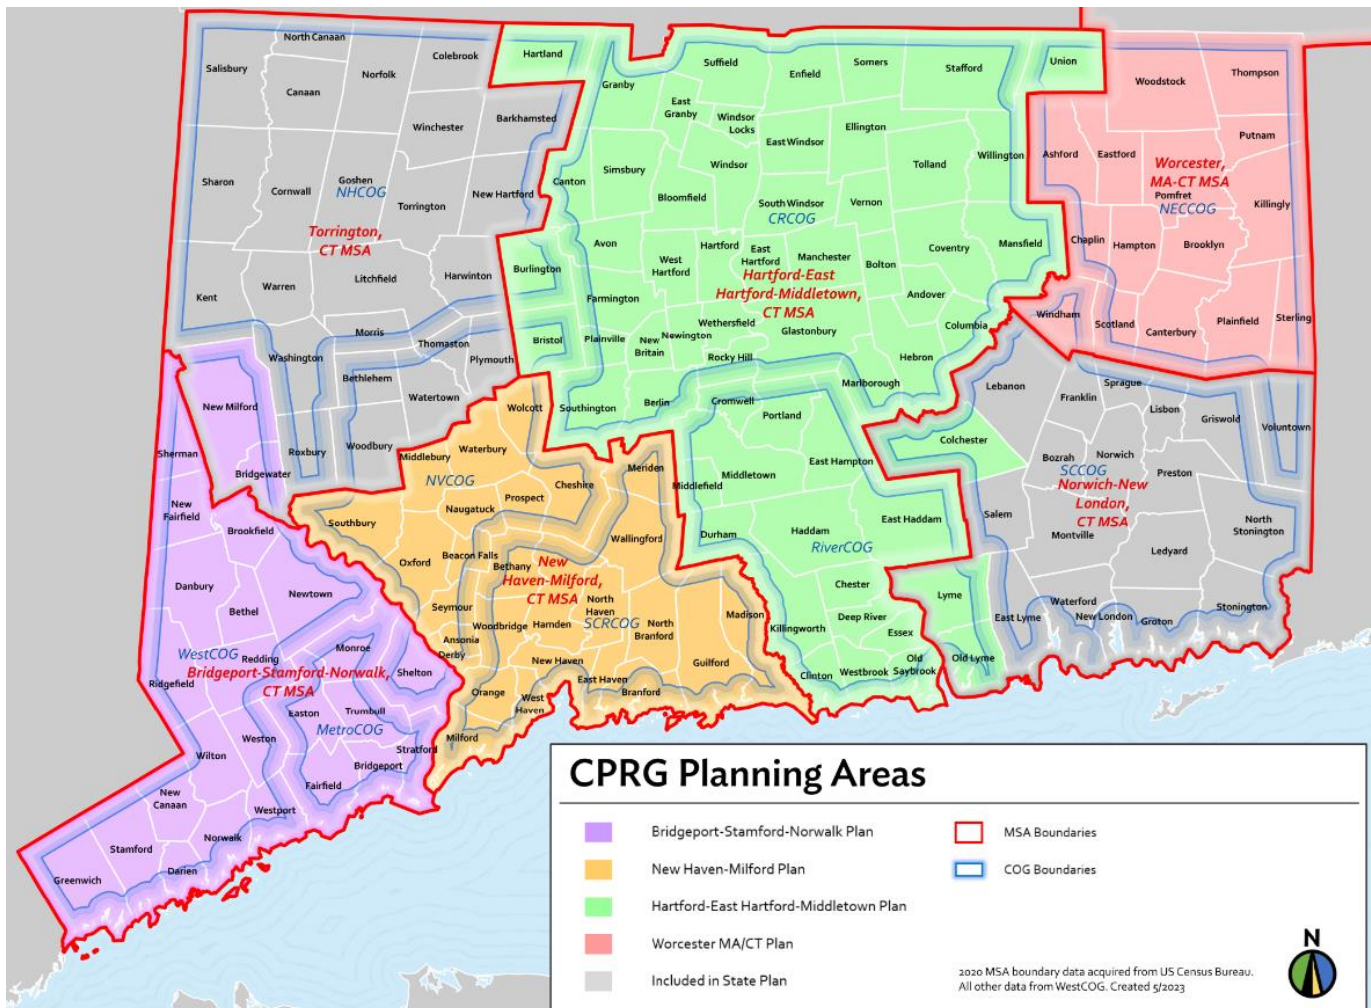 North Canaan
Colebrook
Salisbury
Canaan
Norfolk
Hartland
Winchester
Barkhamsted
Sharon
Cornwall
Goshen
NHCOG
New Hartford
Torrington
Torrington,
CT MSA
Litchfield
Harwinton
Kent
Warren
Morris
Thomaston
Washington
Bethlehem
Plymouth
Watertown
Roxbury
Woodbury
Granby
Suffield
Enfield
Somers
Stafford
Union
East
Granby
Windsor
Locks
East Windsor
Ellington
Tolland
Willington
Simsbury
Windsor
Canton
Bloomfield
South Windsor
Vernon
CRCOG
Avon
Hartford
East
Hartford
Manchester
Bolton
Coventry
Mansfield
West
Hartford
Burlington
Hartford-East
Hartford-Middletown,
CT MSA
Farmington
Andover
Columbia
Bristol
Plainville
New
Britain
Newington
Wethersfield
Glastonbury
Rocky Hill
Hebron
Marlborough
Southington
Berlin
Cromwell
Portland
Middletown
East Hampton
Middlefield
Durham
Haddam
East Haddam
RiverCOG
Chester
Deep River
Killingworth
Essex
Clinton
Westbrook
Old
Saybrook
Lyme
Old Lyme
Colchester
Woodstock
Thompson
Putnam
Ashford
Eastford
Worcester,
MA-CT MSA
Pomfret
NECCOG
Killingly
Chaplin
Hampton
Brooklyn
Windham
Scotland
Canterbury
Plainfield
Sterling
Lebanon
Sprague
Franklin
Lisbon
Griswold
Voluntown
Bozrah
Norwich
SCCOG
Preston
Norwich-New
London,
CT MSA
Salem
Montville
North
Stonington
Ledyard
East Lyme
Waterford
New London
Groton
Stonington
New Milford
Sherman
Bridgewater
New
Fairfield
Brookfield
Danbury
Bethel
Newtown
WestCOG
Redding
Monroe
Shelton
Bridgeport-Stamford-Norwalk,
CT MSA
Ridgefield
Easton
Trumbull
MetroCOG
Weston
Stratford
Wilton
Bridgeport
Fairfield
New
Canaan
Westport
Norwalk
Stamford
Darien
Greenwich
Wolcott
Middlebury
Waterbury
NVCOG
Prospect
Cheshire
Meriden
Southbury
Naugatuck
Wallingford
Oxford
Beacon Falls
Bethany
New
Haven-Milford,
CT MSA
Seymour
Woodbridge
Hamden
North
Haven
SCRCOG
North
Branford
Madison
Ansonia
Derby
New Haven
Guilford
East Haven
Branford
Orange
West
Haven
Milford
CPRG Planning Areas
Bridgeport-Stamford-Norwalk Plan
New Haven-Milford Plan
Hartford-East Hartford-Middletown Plan
Worcester MA/CT Plan
Included in State Plan
MSA Boundaries
COG Boundaries
N
2020 MSA boundary data acquired from US Census Bureau.
All other data from WestCOG. Created 5/2023